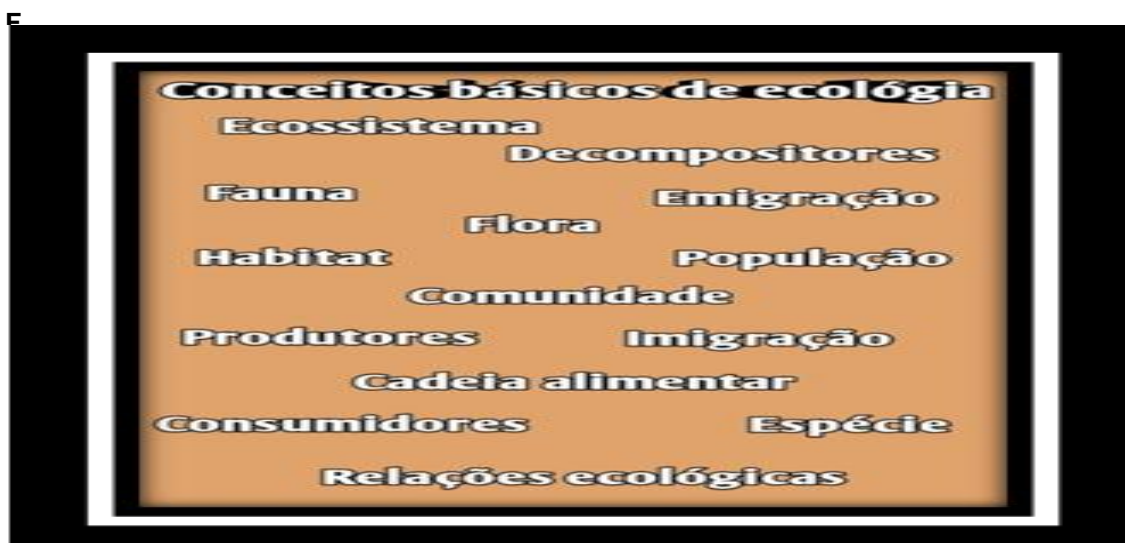 Conceitos básicos de ecológia
Ecossistema
Decompositores
Fauna
Emigração
Flora
Habitat
População
Comunidade
Produtores
Imigração
Cadeia alimentar
Consumidores
Espécie
Relações ecológicas